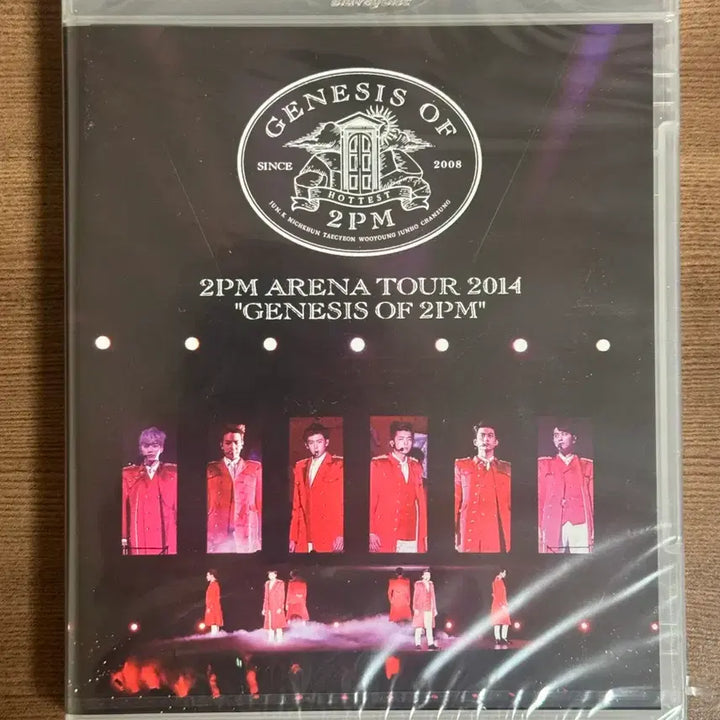 GENESIS OF
SINCE 2008
HOTTEST
2PM
JUN.K NICHKHUN TAECYEON WOOYOUNG JUNHO CHANSUNG
2PM ARENA TOUR 2014
"GENESIS OF 2PM"